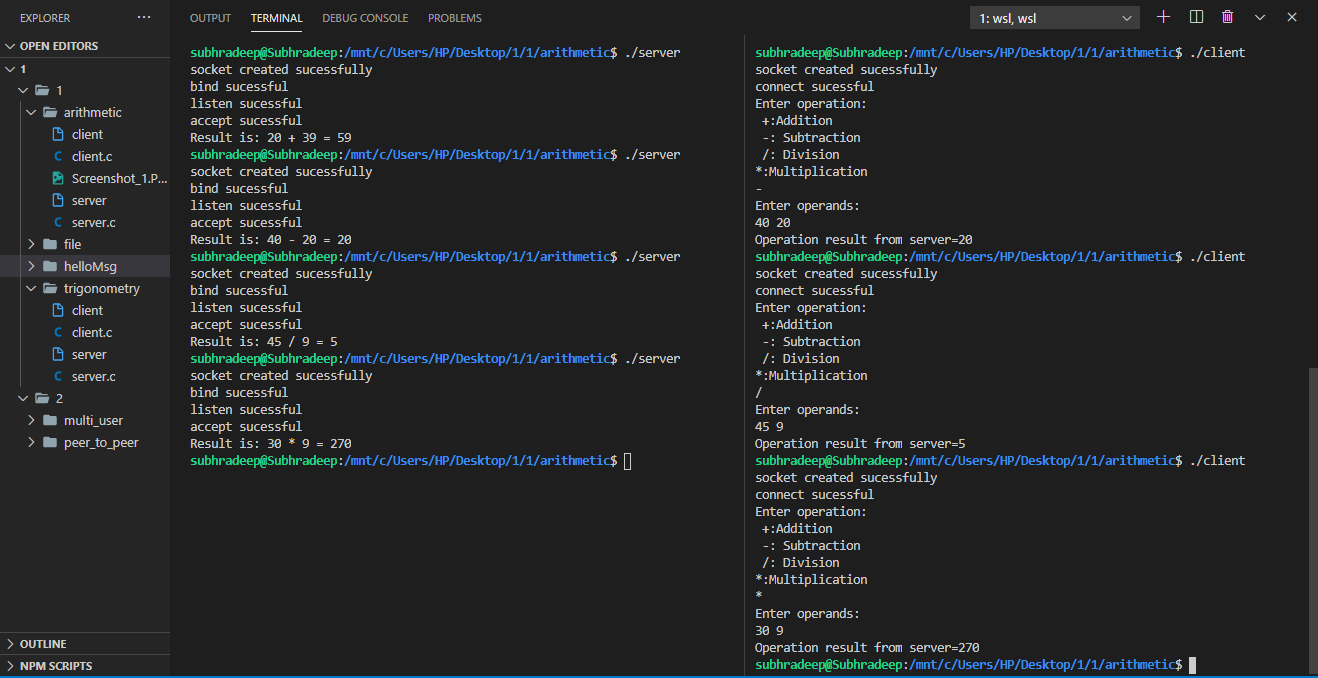 EXPLORER
OPEN EDITORS
1
1
arithmetic
client
client.c
Screenshot_1.P...
server
server.c
file
helloMsg
trigonometry
client
client.c
server
server.c
2
multi_user
peer_to_peer
OUTLINE
NPM SCRIPTS
OUTPUT TERMINAL DEBUG CONSOLE PROBLEMS
1: wsl, wsl
subhradeep@Subhradeep:/mnt/c/Users/HP/Desktop/1/1/arithmetic$ ./server
socket created sucessfully
bind sucessful
listen sucessful
accept sucessful
Result is: 20 + 39 = 59
subhradeep@Subhradeep:/mnt/c/Users/HP/Desktop/1/1/arithmetic$ ./server
socket created sucessfully
bind sucessful
listen sucessful
accept sucessful
Result is: 40 - 20 = 20
subhradeep@Subhradeep:/mnt/c/Users/HP/Desktop/1/1/arithmetic$ ./server
socket created sucessfully
bind sucessful
listen sucessful
accept sucessful
Result is: 45 / 9 = 5
subhradeep@Subhradeep:/mnt/c/Users/HP/Desktop/1/1/arithmetic$ ./server
socket created sucessfully
bind sucessful
listen sucessful
accept sucessful
Result is: 30 * 9 = 270
subhradeep@Subhradeep:/mnt/c/Users/HP/Desktop/1/1/arithmetic$
subhradeep@Subhradeep:/mnt/c/Users/HP/Desktop/1/1/arithmetic$ ./client
socket created sucessfully
connect sucessful
Enter operation:
 +:Addition
 -: Subtraction
 /: Division
*:Multiplication
-
Enter operands:
40 20
Operation result from server=20
subhradeep@Subhradeep:/mnt/c/Users/HP/Desktop/1/1/arithmetic$ ./client
socket created sucessfully
connect sucessful
Enter operation:
 +:Addition
 -: Subtraction
 /: Division
*:Multiplication
/
Enter operands:
45 9
Operation result from server=5
subhradeep@Subhradeep:/mnt/c/Users/HP/Desktop/1/1/arithmetic$ ./client
socket created sucessfully
connect sucessful
Enter operation:
 +:Addition
 -: Subtraction
 /: Division
*:Multiplication
*
Enter operands:
30 9
Operation result from server=270
subhradeep@Subhradeep:/mnt/c/Users/HP/Desktop/1/1/arithmetic$